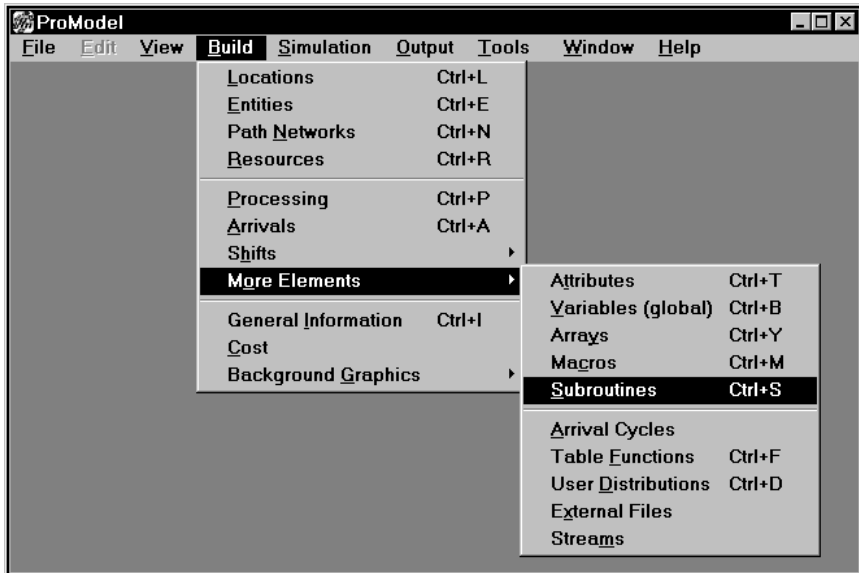 ProModel
File Edit View Build Simulation Output Tools Window Help
Locations Ctrl+L
Entities Ctrl+E
Path Networks Ctrl+N
Resources Ctrl+R
Processing Ctrl+P
Arrivals Ctrl+A
Shifts
More Elements
General Information Ctrl+I
Cost
Background Graphics
Attributes Ctrl+T
Variables (global) Ctrl+B
Arrays Ctrl+Y
Macros Ctrl+M
Subroutines Ctrl+S
Arrival Cycles
Table Functions Ctrl+F
User Distributions Ctrl+D
External Files
Streams